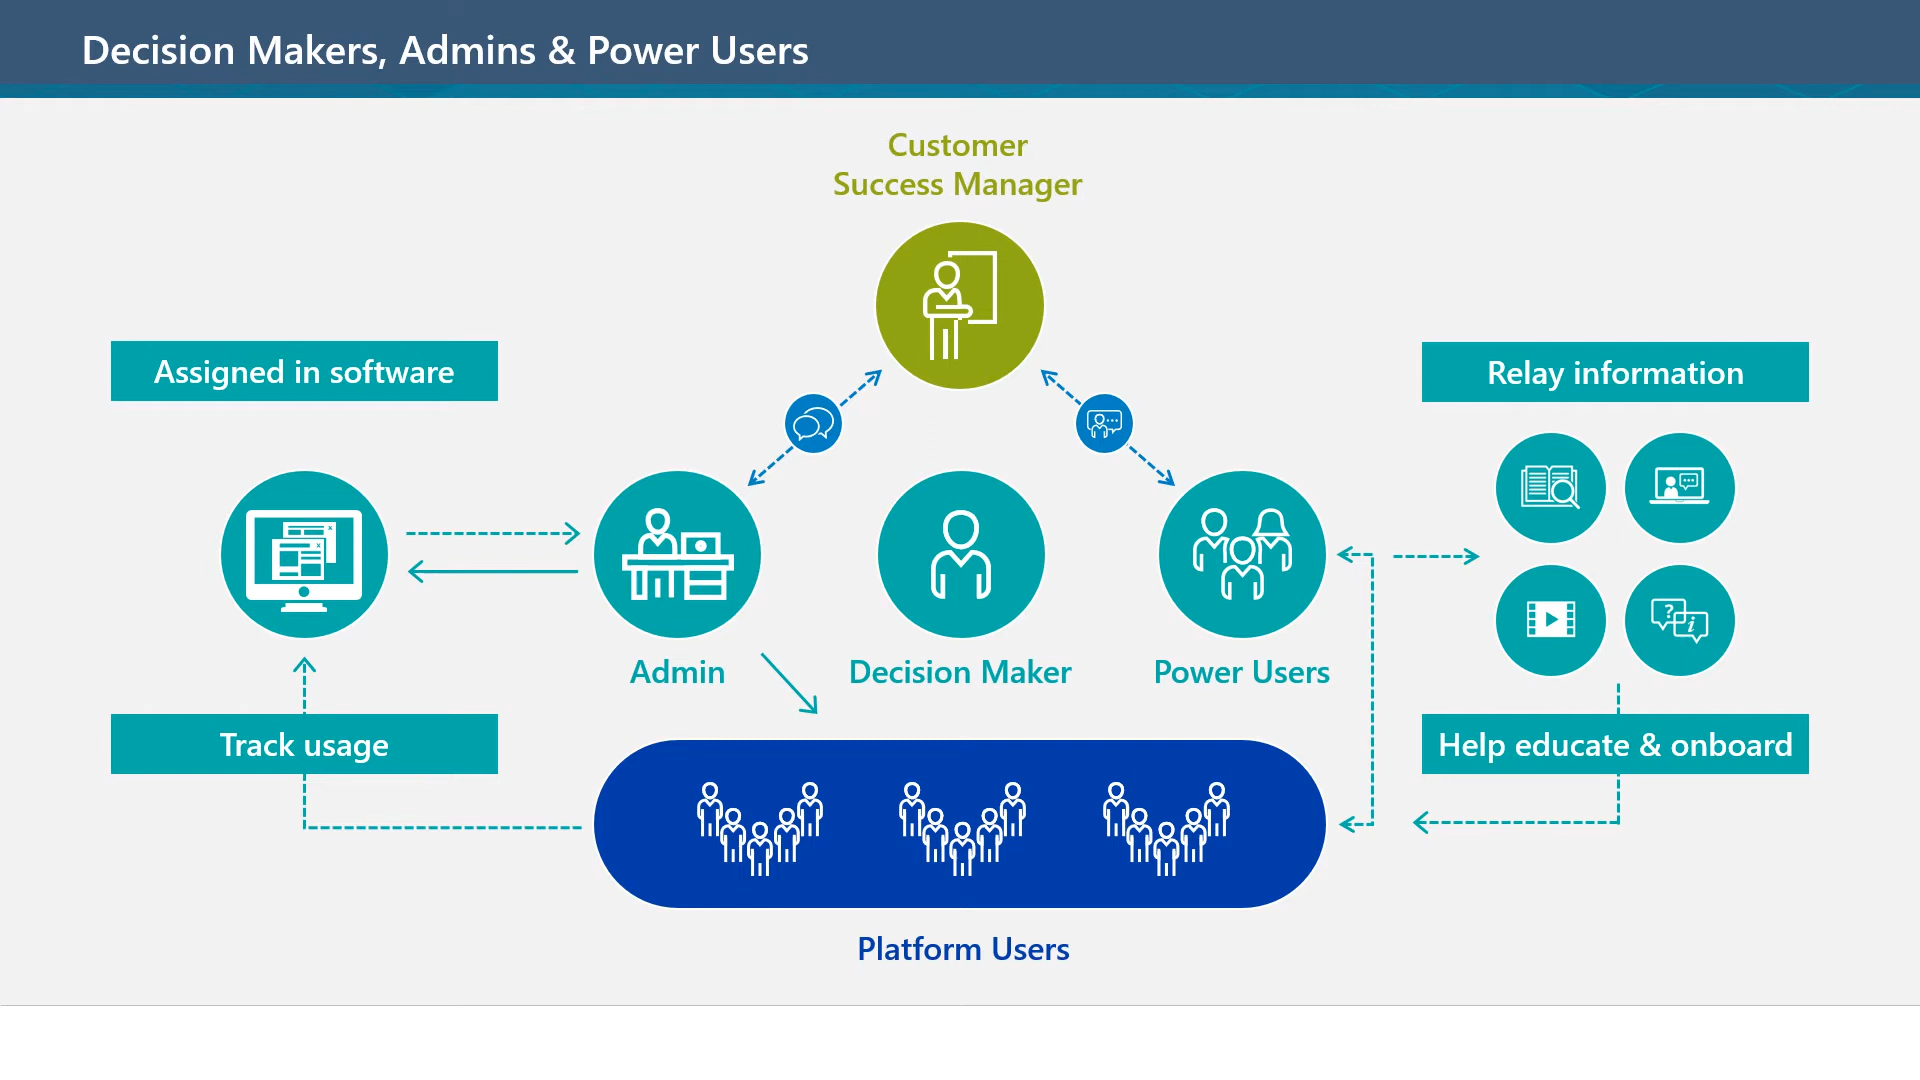 Decision Makers, Admins & Power Users
Customer
Success Manager
Assigned in software
Relay information
Admin
Decision Maker
Power Users
Track usage
Help educate & onboard
Platform Users